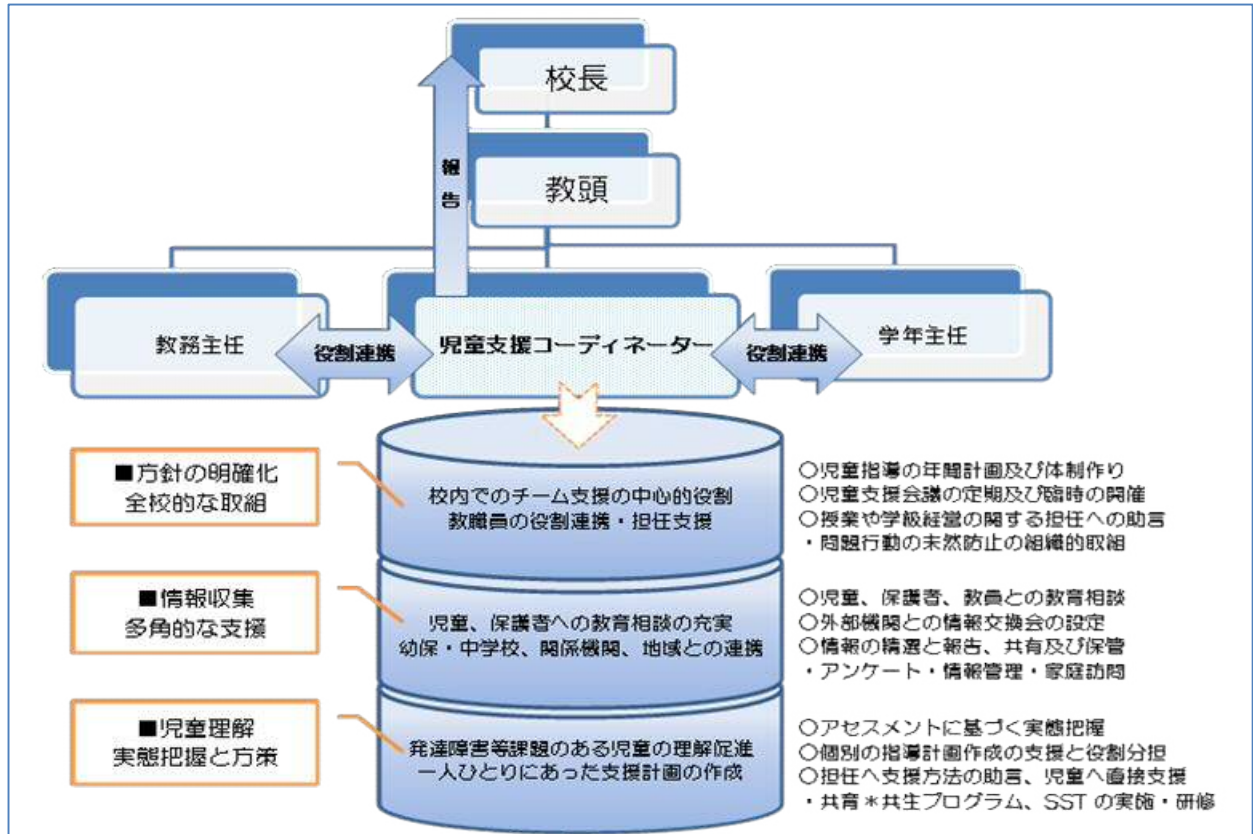 校長
報告
教頭
教務主任
役割連携
児童支援コーディネーター
役割連携
学年主任
■方針の明確化
全校的な取組
校内でのチーム支援の中心的役割
教職員の役割連携・担任支援
○児童指導の年間計画及び体制作り
○児童支援会議の定期及び臨時の開催
○授業や学級経営の関する担任への助言
・問題行動の未然防止の組織的取組
■情報収集
多角的な支援
児童、保護者への教育相談の充実
幼保・中学校、関係機関、地域との連携
○児童、保護者、教員との教育相談
○外部機関との情報交換会の設定
○情報の精選と報告、共有及び保管
・アンケート・情報管理・家庭訪問
■児童理解
実態把握と方策
発達障害等課題のある児童の理解促進
一人ひとりにあった支援計画の作成
○アセスメントに基づく実態把握
○個別の指導計画作成の支援と役割分担
○担任へ支援方法の助言、児童へ直接支援
・共育＊共生プログラム、SSTの実施・研修